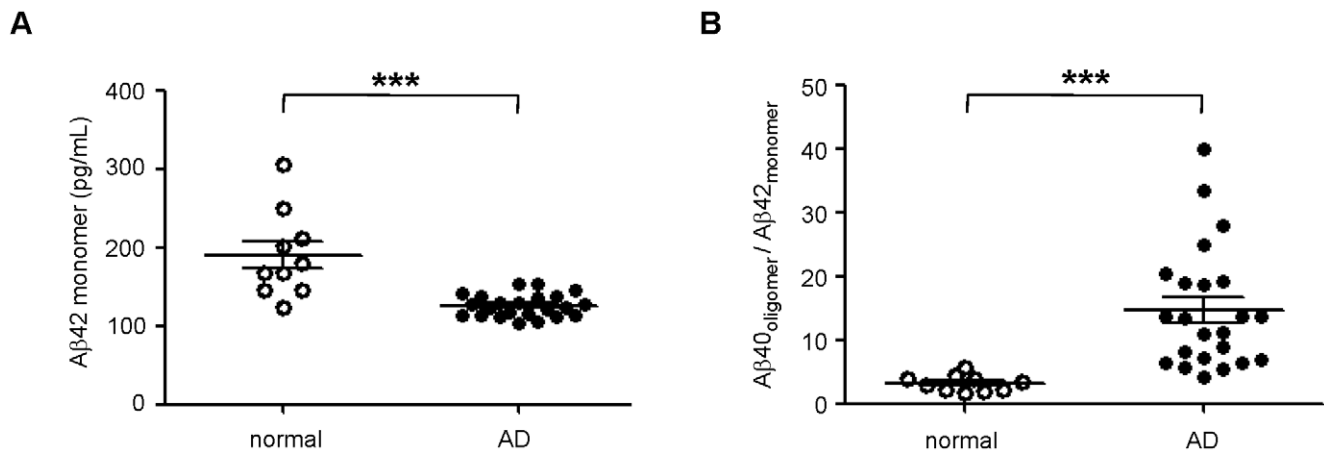 A
B
***
***
Aβ42 monomer (pg/mL)
400
300
200
100
0
normal
AD
Aβ40oligomer / Aβ42monomer
50
40
30
20
10
0
normal
AD